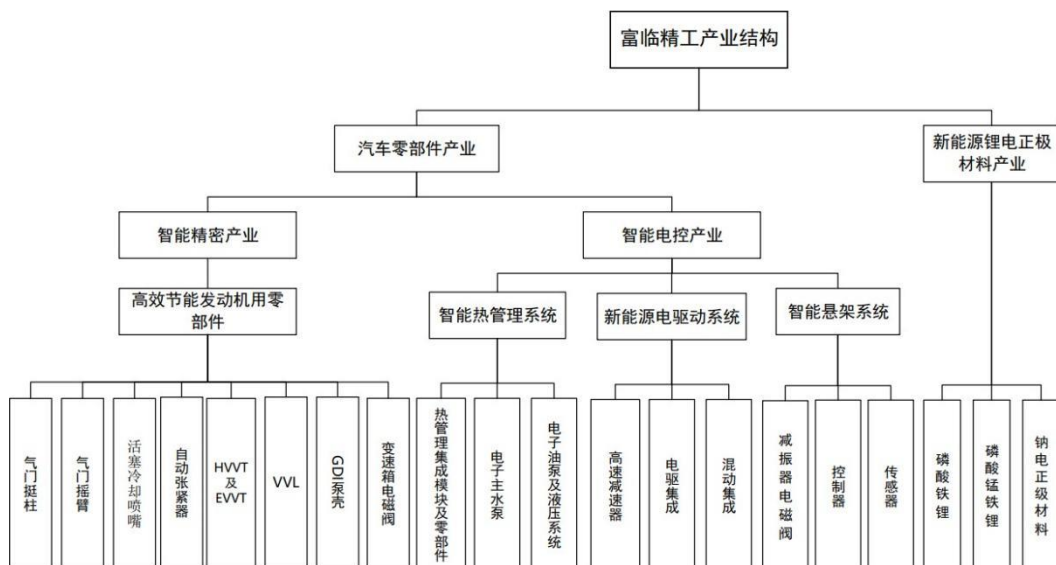 富临精工产业结构
汽车零部件产业
新能源锂电正极
材料产业
智能精密产业
智能电控产业
高效节能发动机用零
部件
智能热管理系统
新能源电驱动系统
智能悬架系统
气门挺柱
气门摇臂
活塞冷却喷嘴
自动张紧器
HVVT
及
EVVT
VVL
GDI泵壳
变速箱电磁阀
热管理集成模块及零部件
电子主水泵
电子油泵及液压系统
高速减速器
电驱集成
混动集成
减振器电磁阀
控制器
传感器
磷酸铁锂
磷酸锰铁锂
钠电正级材料